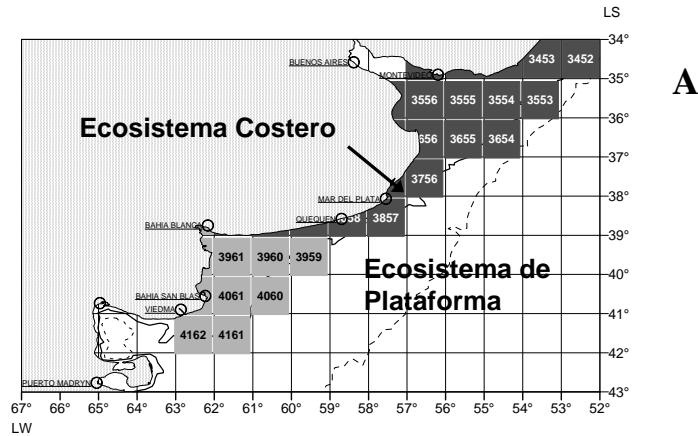 LS
34°
3453 3452
BUENOS AIRES
MONTEVIDEO
35°
A
3556 3555 3554 3553
36°
Ecosistema Costero
656 3655 3654
37°
3756
38°
MAR DEL PLATA
QUEQUEN
58 3857
BAHIA BLANCA
39°
3961 3960 3959
Ecosistema de
Plataforma
40°
BAHIA SAN BLAS
4061 4060
VIEDMA
41°
4162 4161
42°
PUERTO MADRYN
43°
67° 66° 65° 63° 62° 61° 60° 59° 58° 57° 56° 55° 54° 53° 52°
LW